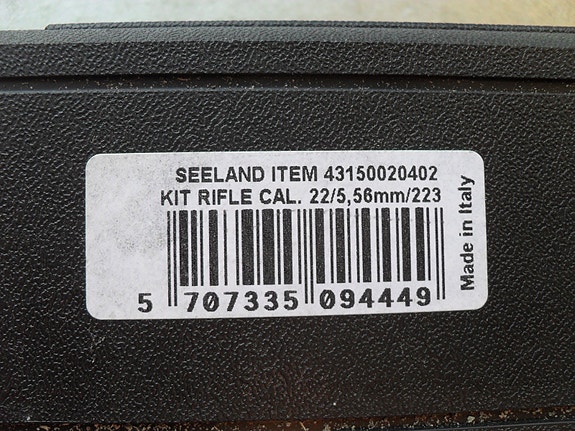 SEELAND ITEM 43150020402
KIT RIFLE CAL. 22/5,56mm/223
5 707335 094449
Made in Italy